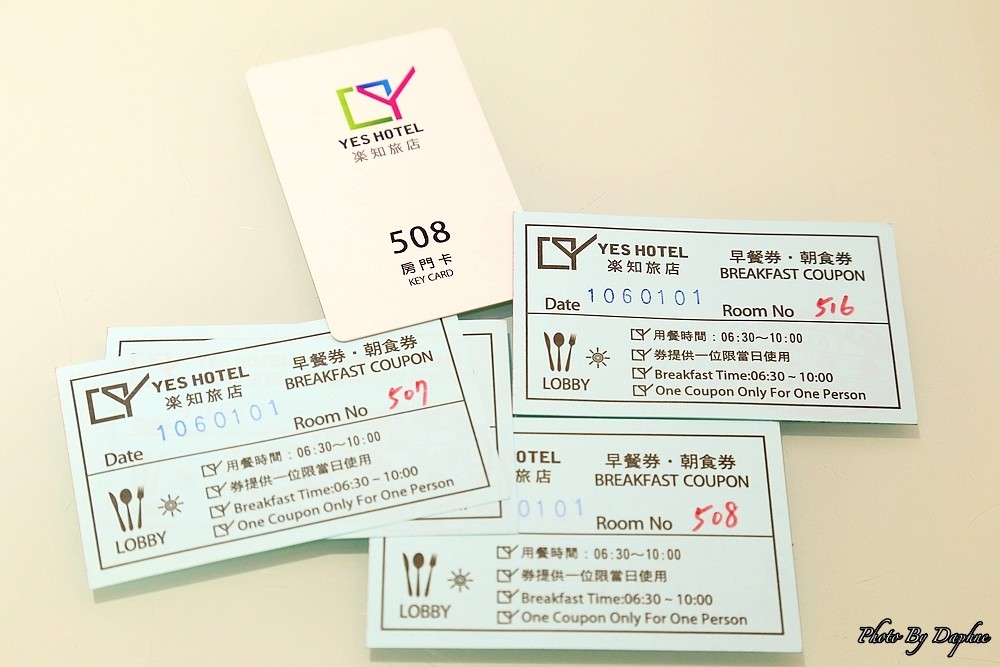 YES HOTEL
楽知旅店
508
房門卡
KEY CARD
YES HOTEL
楽知旅店
早餐券・朝食券
BREAKFAST COUPON
Date 1060101 Room No 516
用餐時間：06:30～10:00
券提供一位限當日使用
Breakfast Time:06:30 ~ 10:00
One Coupon Only For One Person
LOBBY
YES HOTEL
楽知旅店
早餐券・朝食券
BREAKFAST COUPON
Date 1060101 Room No 507
用餐時間：06:30～10:00
券提供一位限當日使用
Breakfast Time:06:30 ~ 10:00
One Coupon Only For One Person
LOBBY
OTEL
旅店
早餐券・朝食券
BREAKFAST COUPON
0101 Room No 508
用餐時間：06:30～10:00
券提供一位限當日使用
Breakfast Time:06:30 ~ 10:00
One Coupon Only For One Person
LOBBY
Photo By Daphne